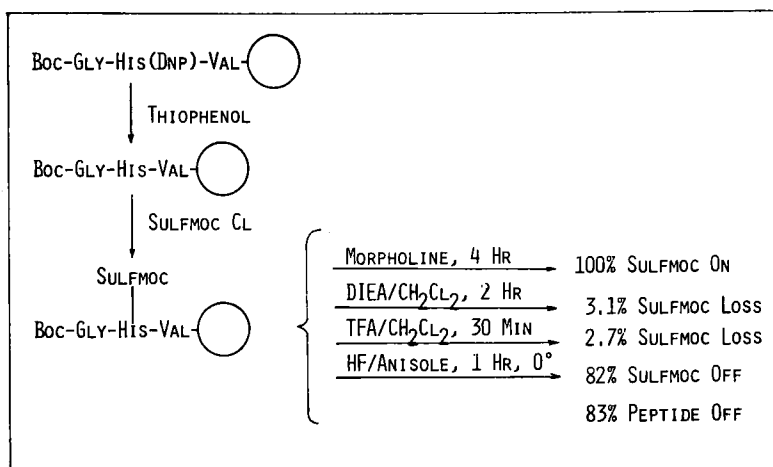 BOC-GLY-HIS(DNP)-VAL-
THIOPHENOL
BOC-GLY-HIS-VAL-
SULFMOC CL
SULFMOC
BOC-GLY-HIS-VAL-
MORPHOLINE, 4 HR
100% SULFMOC ON
DIEA/CH₂CL₂, 2 HR
3.1% SULFMOC LOSS
TFA/CH₂CL₂, 30 MIN
2.7% SULFMOC LOSS
HF/ANISOLE, 1 HR, 0°
82% SULFMOC OFF
83% PEPTIDE OFF